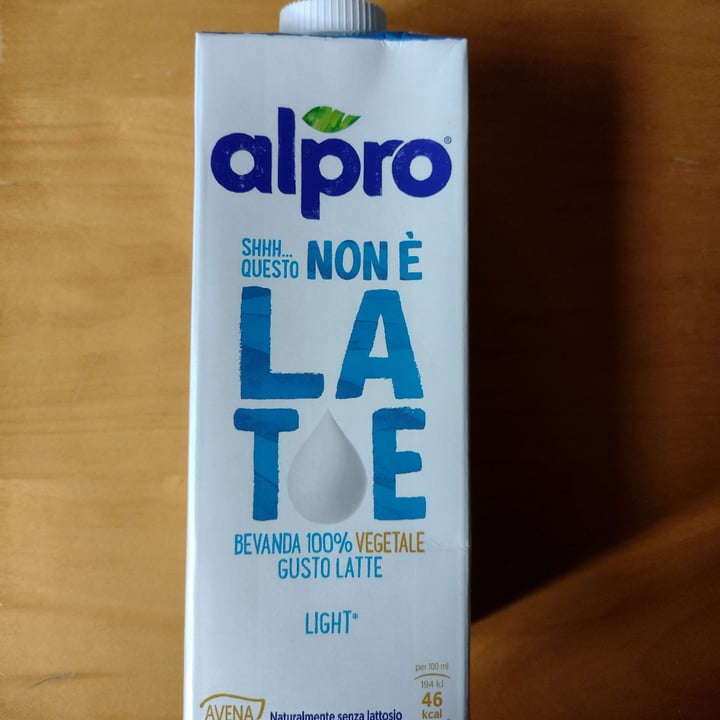 alpro®
SHHH...
QUESTO NON È
LA
T E
BEVANDA 100% VEGETALE
GUSTO LATTE
LIGHT*
per 100 ml
194 kJ
46
kcal
AVENA
Naturalmente senza lattosio